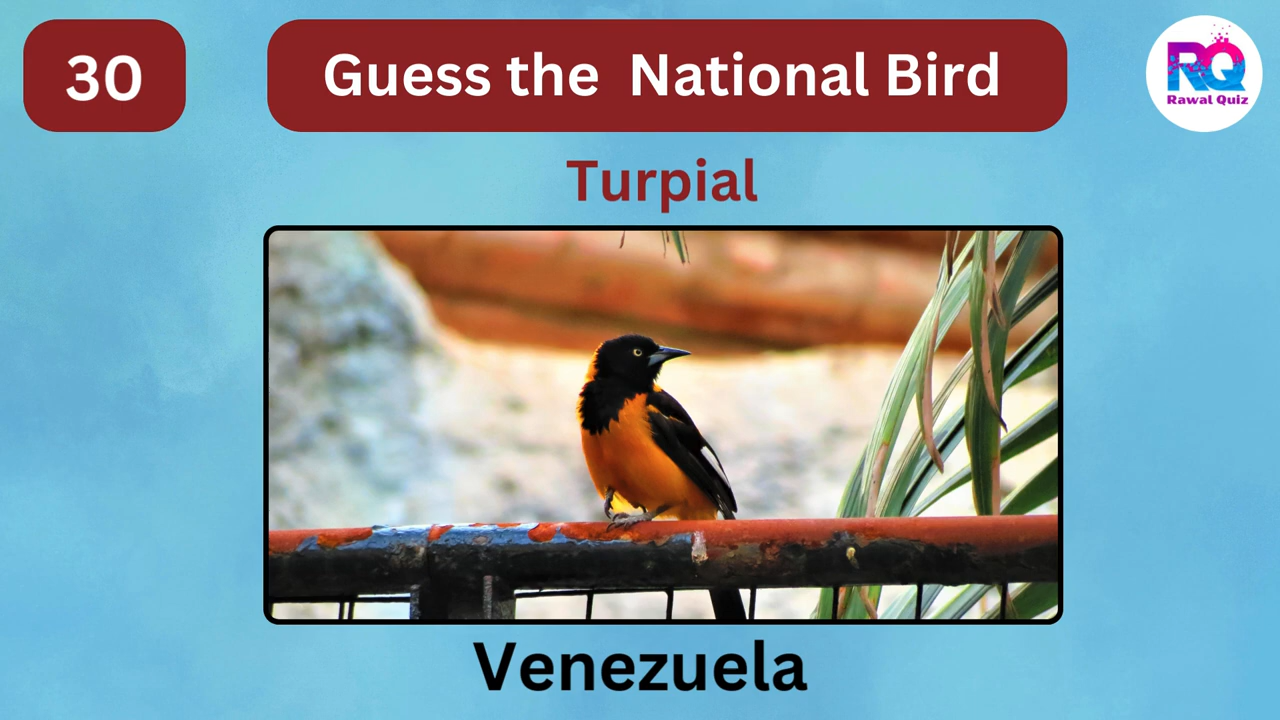 30
Guess the National Bird
RQ
Rawal Quiz
Turpial
Venezuela